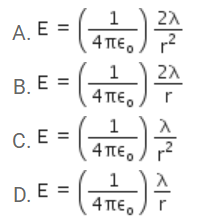 A. E = (1/4πϵ₀) 2λ/r²
B. E = (1/4πϵ₀) 2λ/r
C. E = (1/4πϵ₀) λ/r²
D. E = (1/4πϵ₀) λ/r